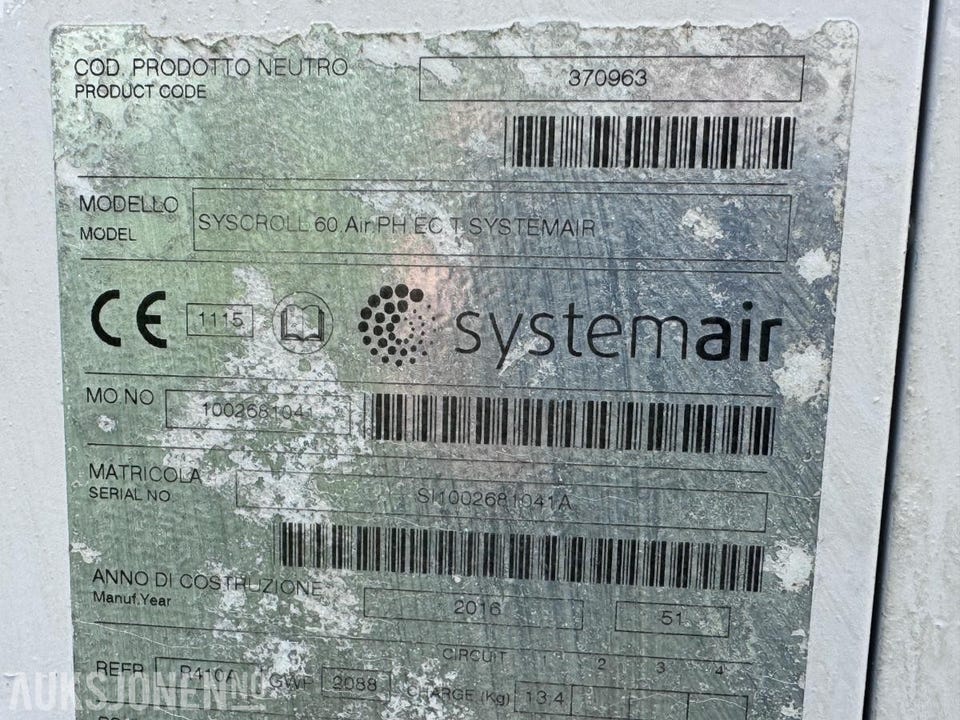 COD. PRODOTTO NEUTRO 370963
PRODUCT CODE
MODELLO
MODEL SYSCROLL 60 Air PH EC T SYSTEMAIR
CE 1115 systemair
MO NO 1002681041
MATRICOLA
SERIAL NO SI1002681041A
ANNO DI COSTRUZIONE
Manuf.Year 2016 51
CIRCUIT 1 2 3 4
REFR R410A GWP 2088 CHARGE (Kg) 13.4
AUKSJONEN.NO